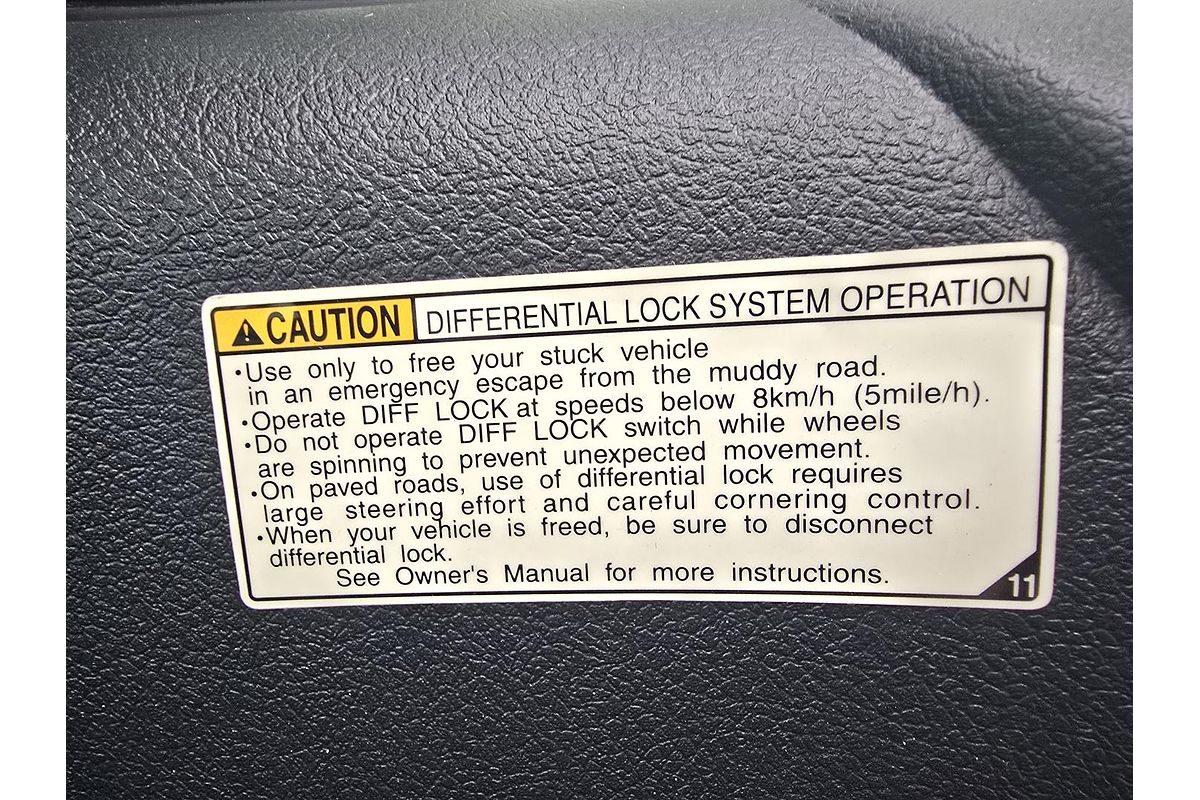 CAUTION DIFFERENTIAL LOCK SYSTEM OPERATION
•Use only to free your stuck vehicle
in an emergency escape from the muddy road.
•Operate DIFF LOCK at speeds below 8km/h (5mile/h).
•Do not operate DIFF LOCK switch while wheels
are spinning to prevent unexpected movement.
•On paved roads, use of differential lock requires
large steering effort and careful cornering control.
•When your vehicle is freed, be sure to disconnect
differential lock.
See Owner's Manual for more instructions.
11